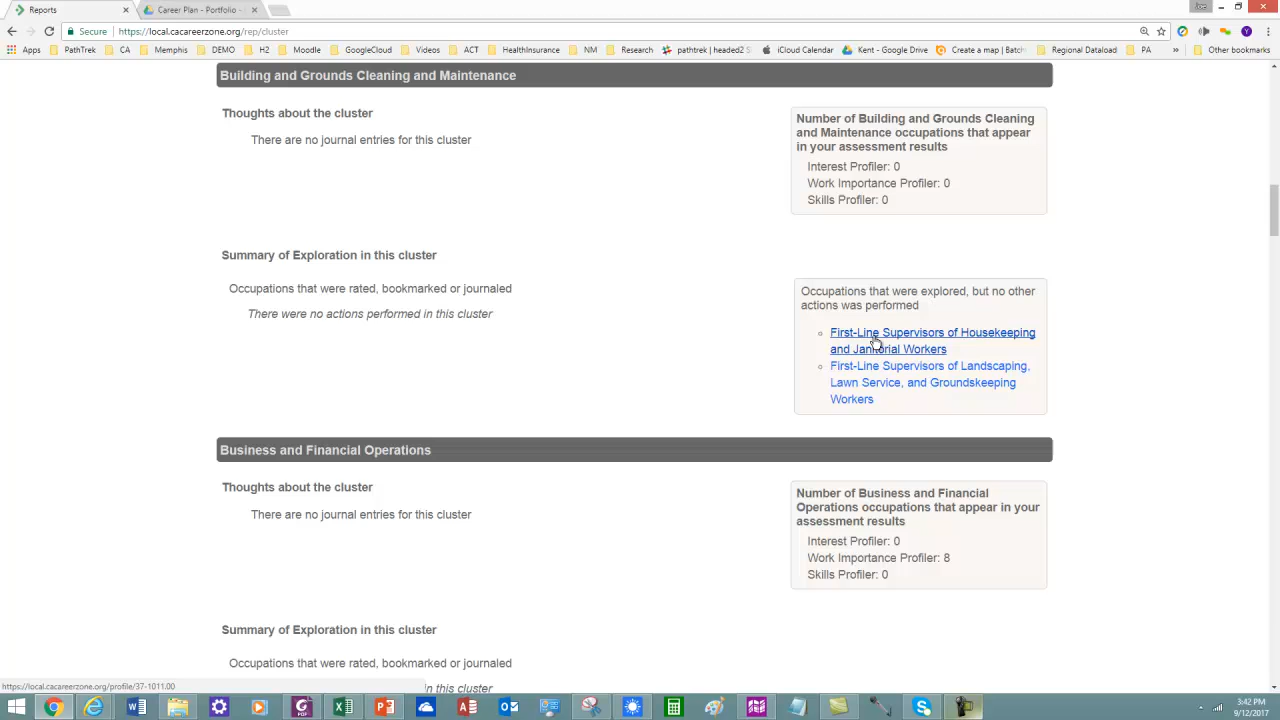 Reports
Career Plan - Portfolio -
Secure
https://local.cacareerzone.org/rep/cluster
Apps
PathTrek
CA
Memphis
DEMO
H2
Moodle
GoogleCloud
Videos
ACT
HealthInsurance
NM
Research
pathtrek | headed2
iCloud Calendar
Kent - Google Drive
Create a map | Batch
Regional Dataload
PA
»
Other bookmarks
Building and Grounds Cleaning and Maintenance
Thoughts about the cluster
There are no journal entries for this cluster
Number of Building and Grounds Cleaning
and Maintenance occupations that appear
in your assessment results
Interest Profiler: 0
Work Importance Profiler: 0
Skills Profiler: 0
Summary of Exploration in this cluster
Occupations that were rated, bookmarked or journaled
There were no actions performed in this cluster
Occupations that were explored, but no other
actions was performed
First-Line Supervisors of Housekeeping
and Janitorial Workers
First-Line Supervisors of Landscaping,
Lawn Service, and Groundskeeping
Workers
Business and Financial Operations
Thoughts about the cluster
There are no journal entries for this cluster
Number of Business and Financial
Operations occupations that appear in your
assessment results
Interest Profiler: 0
Work Importance Profiler: 8
Skills Profiler: 0
Summary of Exploration in this cluster
Occupations that were rated, bookmarked or journaled
in this cluster
https://local.cacareerzone.org/profile/37-1011.00
3:42 PM
9/12/2017